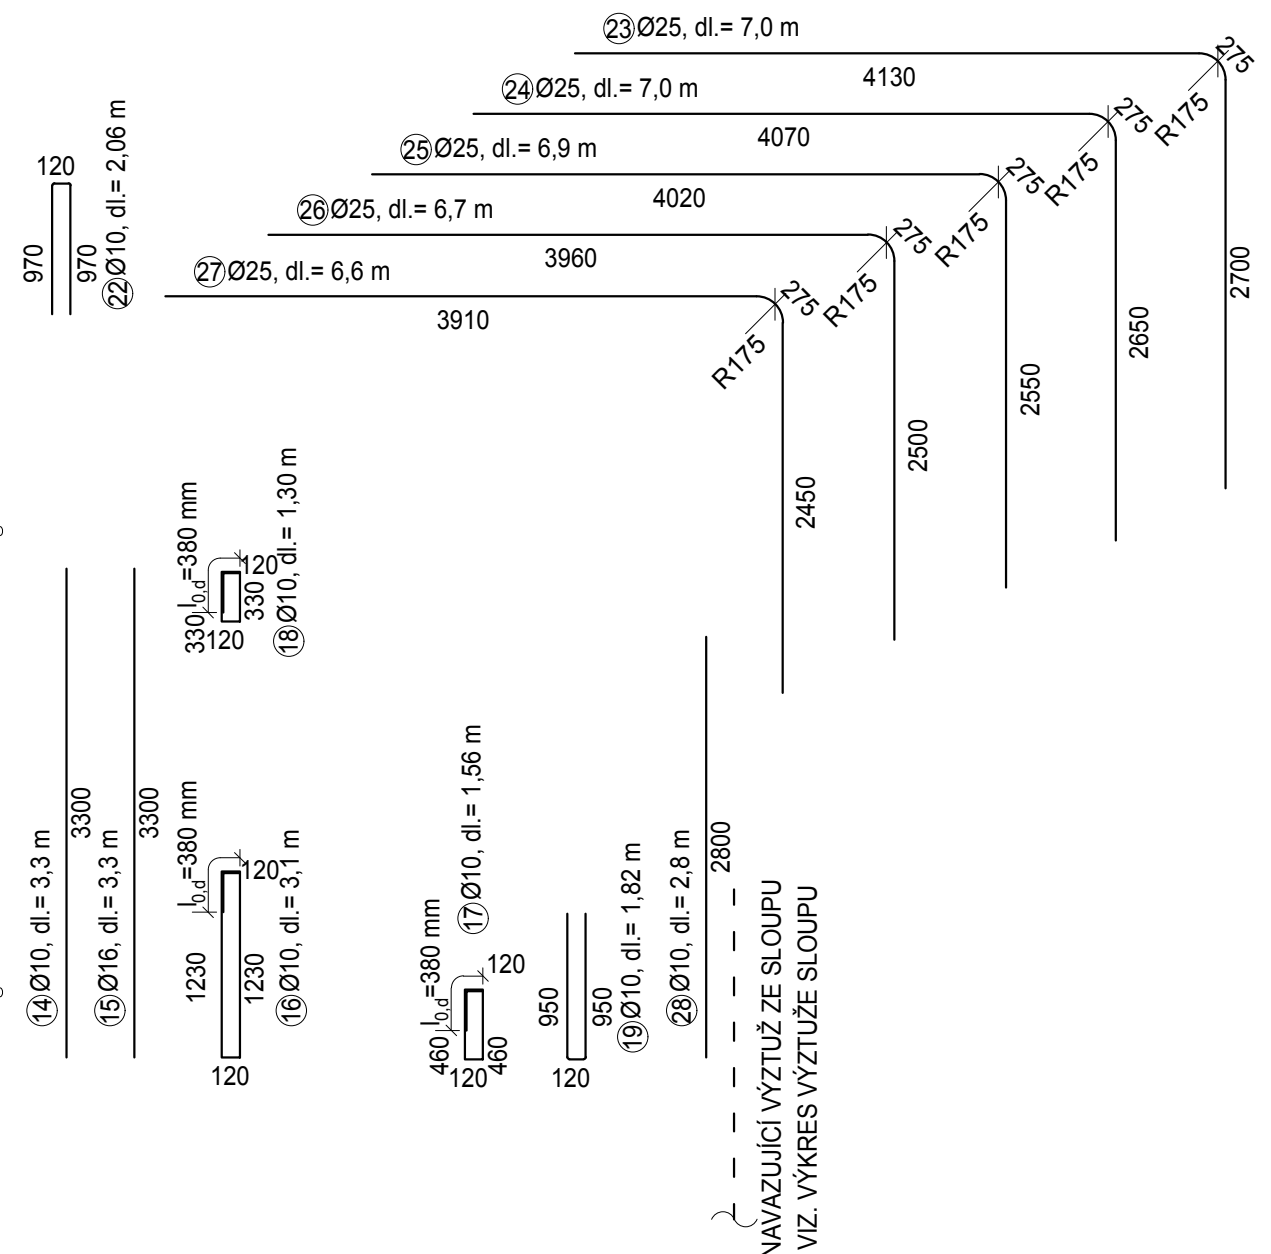 23 Ø25, dl.= 7,0 m
4130
275
R175
2700
24 Ø25, dl.= 7,0 m
4070
275
R175
2650
25 Ø25, dl.= 6,9 m
4020
275
R175
2550
26 Ø25, dl.= 6,7 m
3960
275
R175
2500
27 Ø25, dl.= 6,6 m
3910
275
R175
2450
120
970
970
22 Ø10, dl.= 2,06 m
l0,d=380 mm
120
330
330
120
18 Ø10, dl.= 1,30 m
14 Ø10, dl.= 3,3 m
3300
15 Ø16, dl.= 3,3 m
3300
l0,d=380 mm
120
1230
1230
120
16 Ø10, dl.= 3,1 m
l0,d=380 mm
120
460
460
120
17 Ø10, dl.= 1,56 m
950
950
120
19 Ø10, dl.= 1,82 m
28 Ø10, dl.= 2,8 m
2800
NAVAZUJÍCÍ VÝZTUŽ ZE SLOUPU
VIZ. VÝKRES VÝZTUŽE SLOUPU